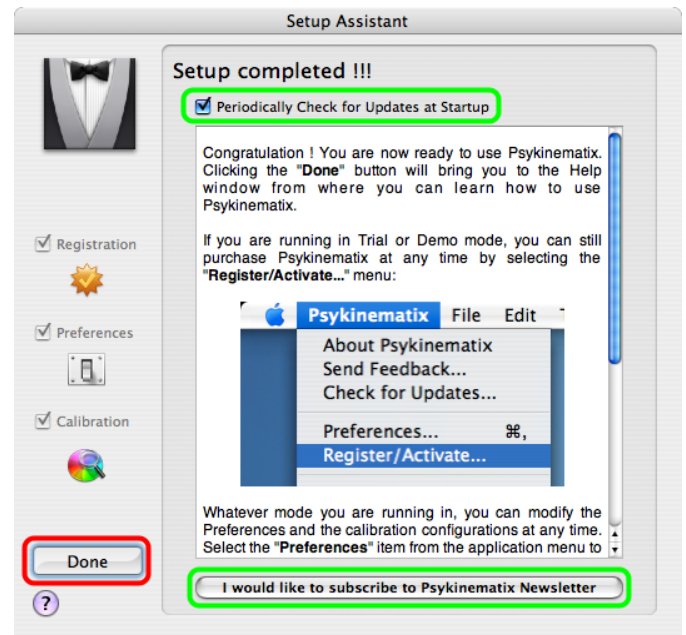 Setup Assistant
Setup completed !!!
Periodically Check for Updates at Startup
Congratulation ! You are now ready to use Psykinematix.
Clicking the "Done" button will bring you to the Help
window from where you can learn how to use
Psykinematix.
If you are running in Trial or Demo mode, you can still
purchase Psykinematix at any time by selecting the
"Register/Activate..." menu:
Psykinematix File Edit
About Psykinematix
Send Feedback...
Check for Updates...
Preferences... ⌘,
Register/Activate...
Whatever mode you are running in, you can modify the
Preferences and the calibration configurations at any time.
Select the "Preferences" item from the application menu to
Registration
Preferences
Calibration
Done
?
I would like to subscribe to Psykinematix Newsletter